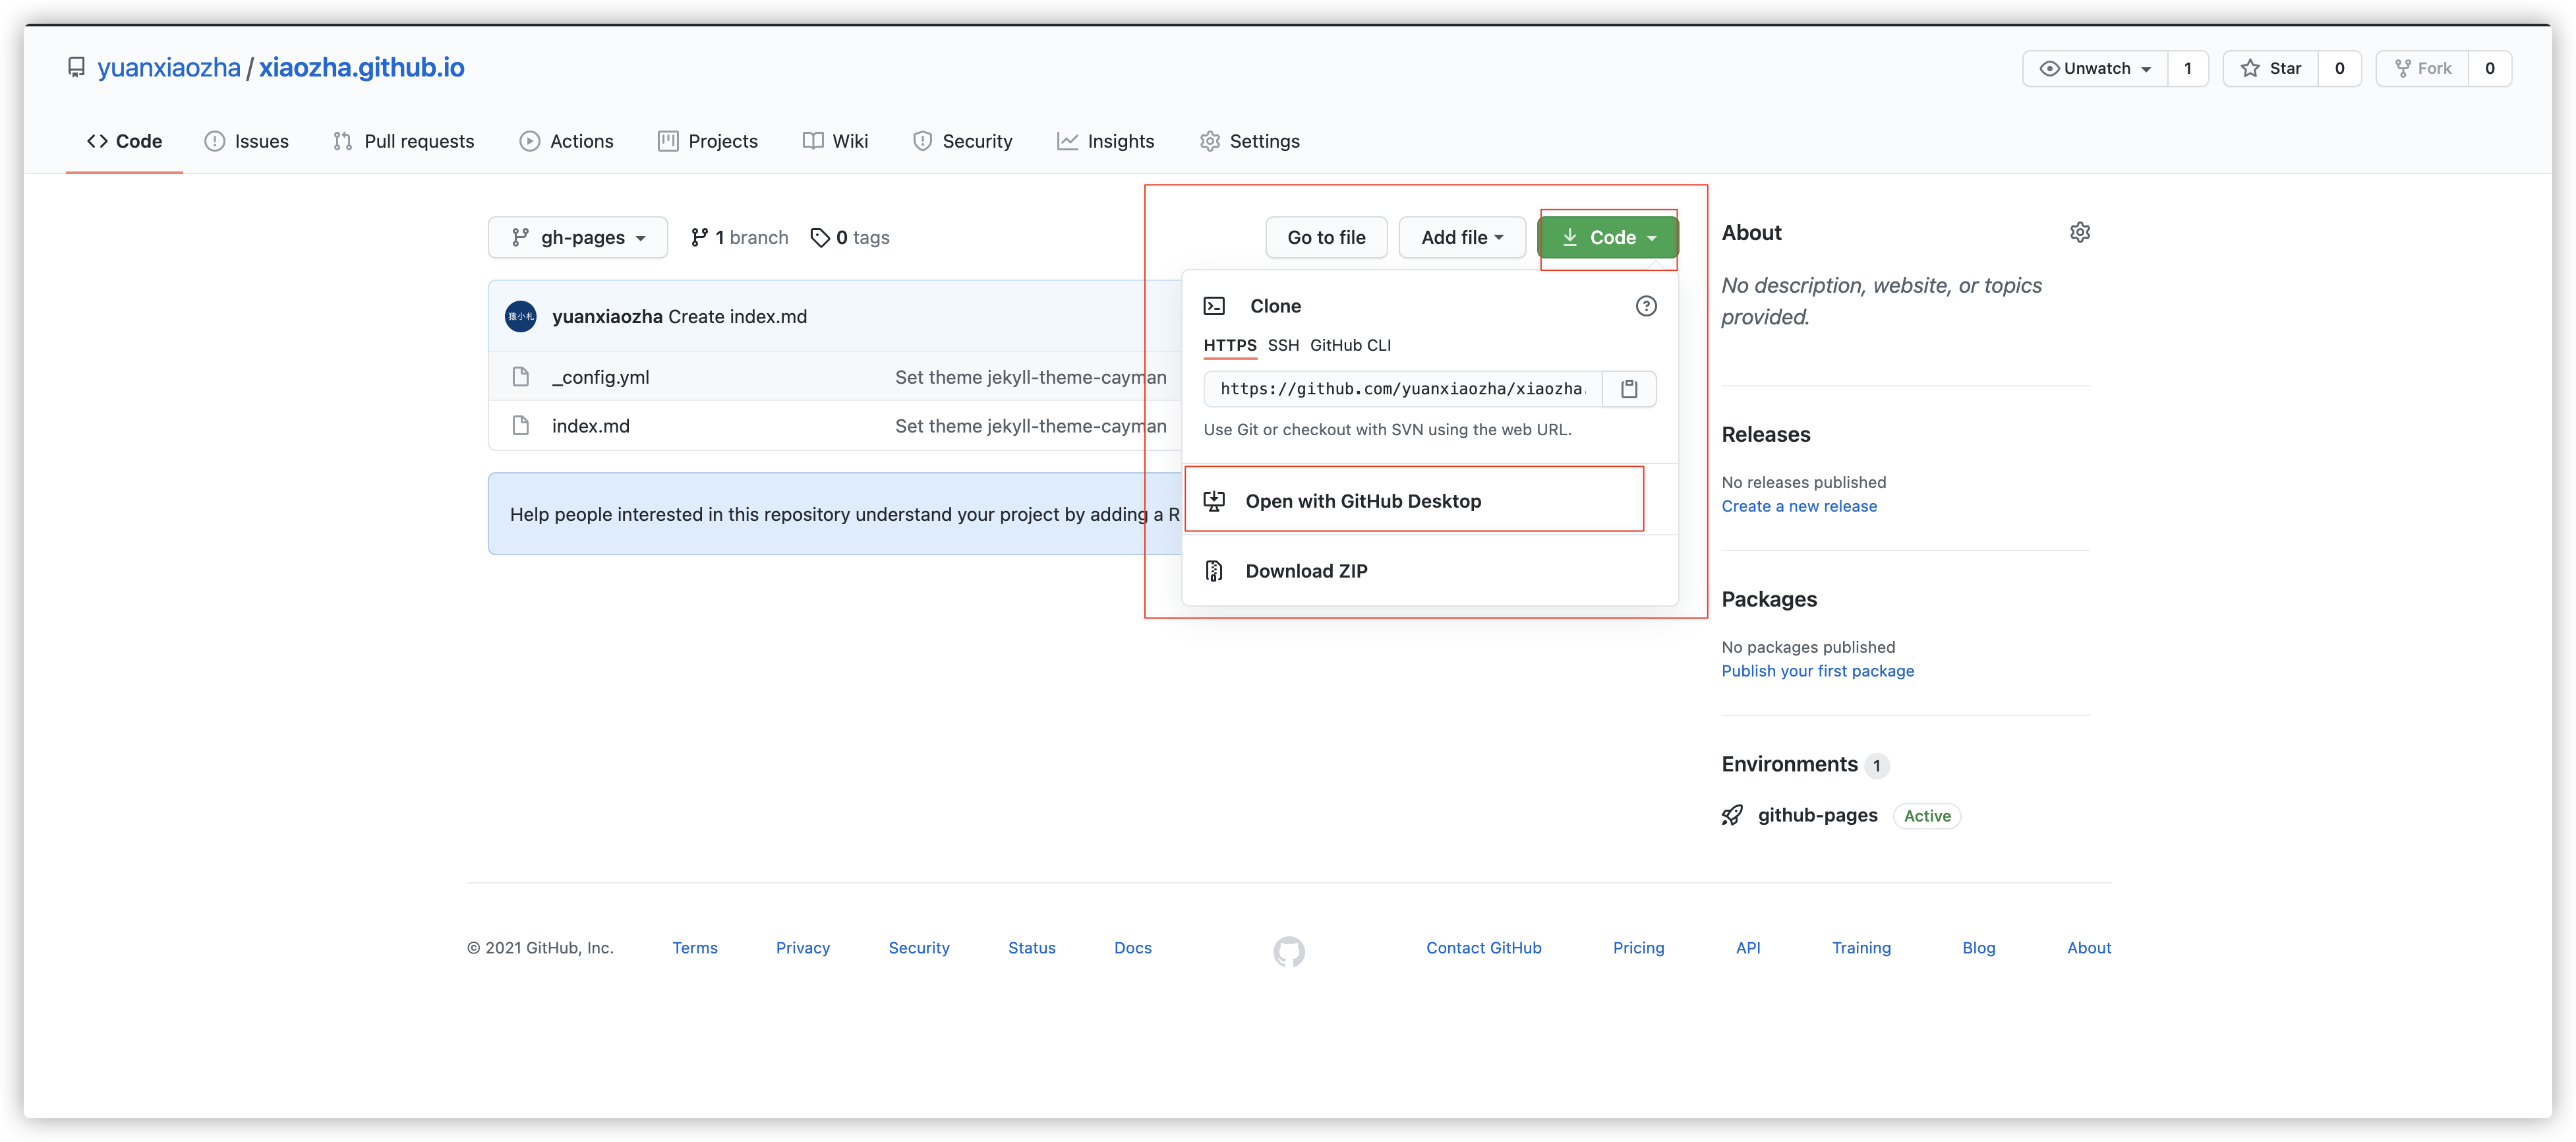 yuanxiaozha / xiaozha.github.io
Unwatch 1 Star 0 Fork 0
Code Issues Pull requests Actions Projects Wiki Security Insights Settings
gh-pages 1 branch 0 tags Go to file Add file Code
猿小札 yuanxiaozha Create index.md
_config.yml Set theme jekyll-theme-cayman
index.md Set theme jekyll-theme-cayman
Help people interested in this repository understand your project by adding a R
Clone
HTTPS SSH GitHub CLI
https://github.com/yuanxiaozha/xiaozha.
Use Git or checkout with SVN using the web URL.
Open with GitHub Desktop
Download ZIP
About
No description, website, or topics
provided.
Releases
No releases published
Create a new release
Packages
No packages published
Publish your first package
Environments 1
github-pages Active
© 2021 GitHub, Inc. Terms Privacy Security Status Docs Contact GitHub Pricing API Training Blog About